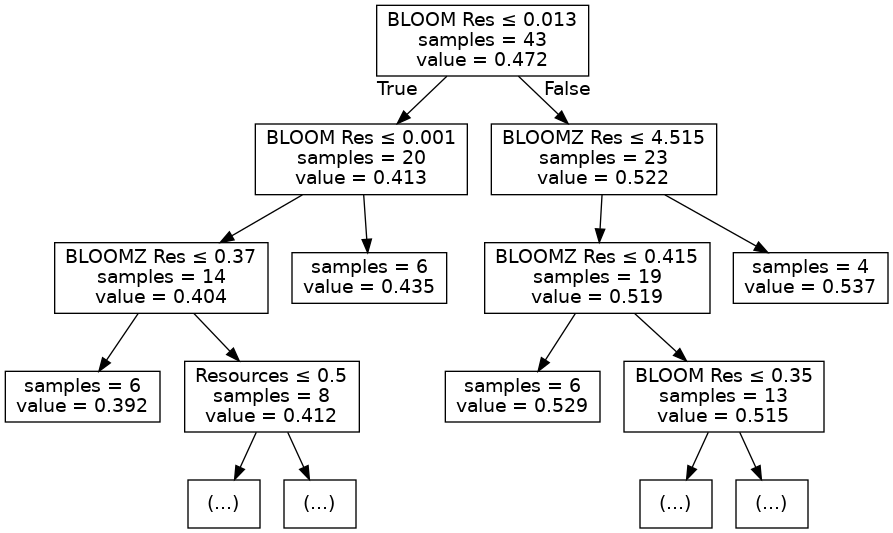 BLOOM Res ≤ 0.013
samples = 43
value = 0.472
True
False
BLOOM Res ≤ 0.001
samples = 20
value = 0.413
BLOOMZ Res ≤ 4.515
samples = 23
value = 0.522
BLOOMZ Res ≤ 0.37
samples = 14
value = 0.404
samples = 6
value = 0.435
BLOOMZ Res ≤ 0.415
samples = 19
value = 0.519
samples = 4
value = 0.537
samples = 6
value = 0.392
Resources ≤ 0.5
samples = 8
value = 0.412
samples = 6
value = 0.529
BLOOM Res ≤ 0.35
samples = 13
value = 0.515
(...)
(...)
(...)
(...)